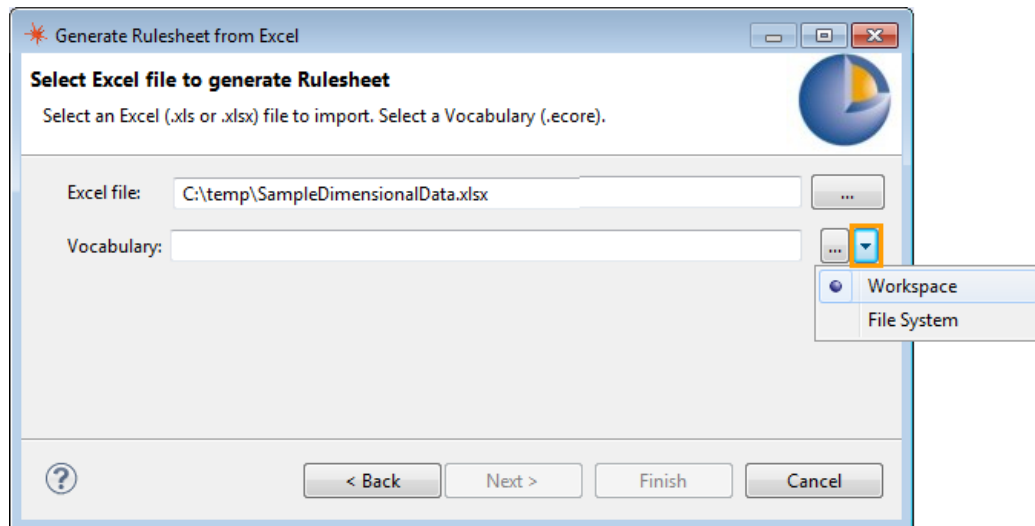 Generate Rulesheet from Excel
Select Excel file to generate Rulesheet
Select an Excel (.xls or .xlsx) file to import. Select a Vocabulary (.ecore).
Excel file: C:\temp\SampleDimensionalData.xlsx ...
Vocabulary: ...
Workspace
File System
? < Back Next > Finish Cancel